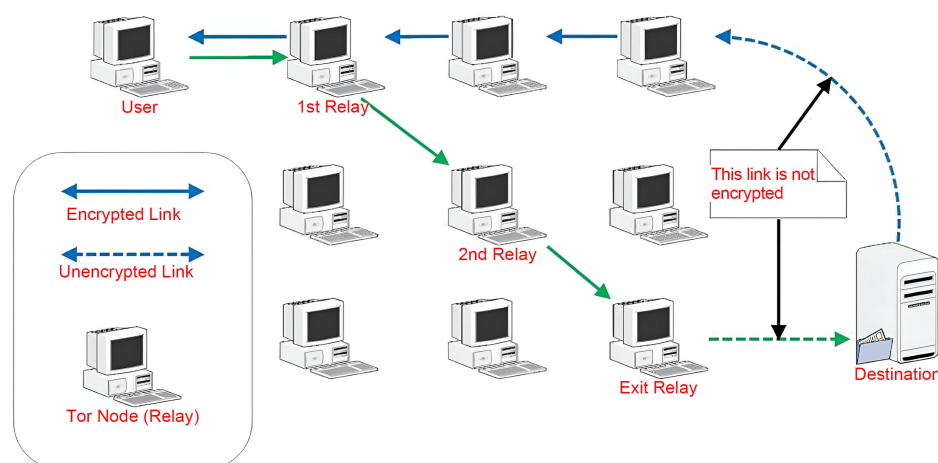 User
1st Relay
This link is not
encrypted
Encrypted Link
2nd Relay
Unencrypted Link
Destination
Exit Relay
Tor Node (Relay)